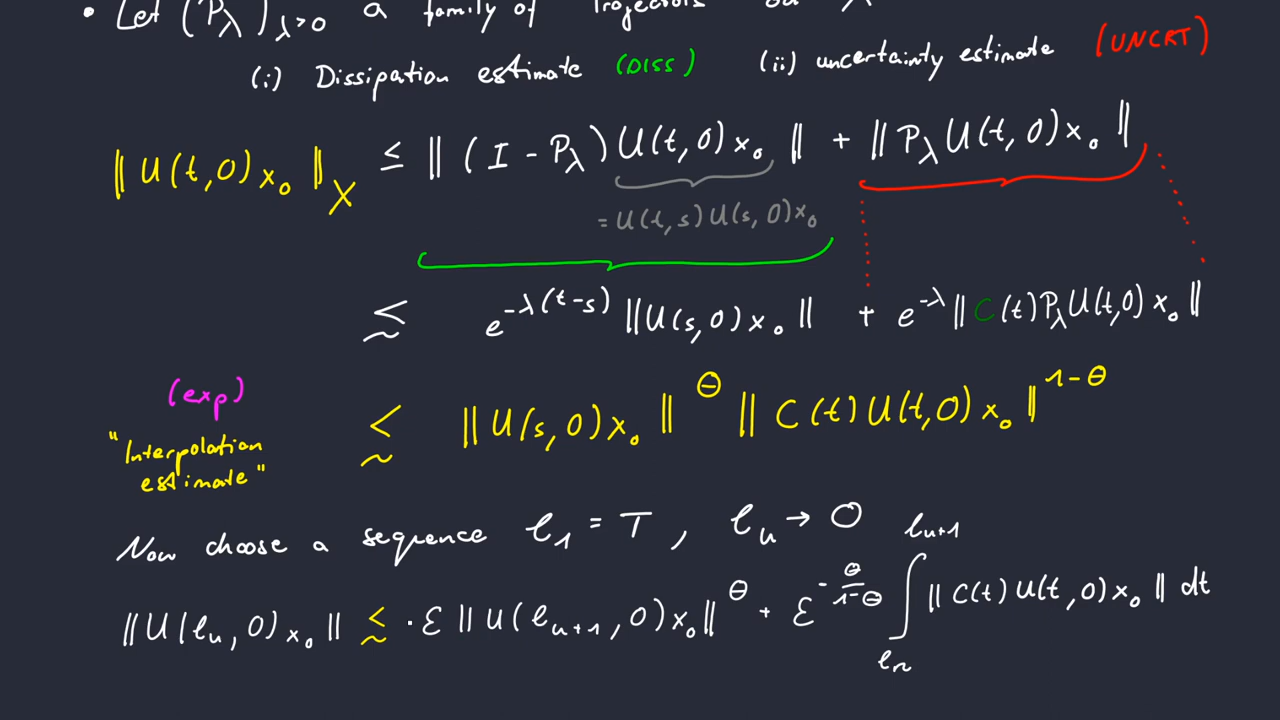 • Let (P_λ)_{λ>0} a family of Projectors on X
(i) Dissipation estimate (DISS) (ii) uncertainty estimate (UNCRT)
‖U(t,0)x₀‖_X ≤ ‖(I - P_λ)U(t,0)x₀‖ + ‖P_λU(t,0)x₀‖
= U(t,s)U(s,0)x₀
≲ e^{-λ(t-s)} ‖U(s,0)x₀‖ + e^{-λ} ‖C(t)P_λU(t,0)x₀‖
(exp)
≲ ‖U(s,0)x₀‖^Θ ‖C(t)U(t,0)x₀‖^{1-Θ}
"Interpolation
estimate"
Now choose a sequence ℓ₁ = T, ℓ_n → 0
‖U(ℓ_n,0)x₀‖ ≲ · ε‖U(ℓ_{n+1},0)x₀‖^Θ + ε^{-Θ/(1-Θ)} ∫_{ℓ_n}^{ℓ_{n+1}} ‖C(t)U(t,0)x₀‖ dt